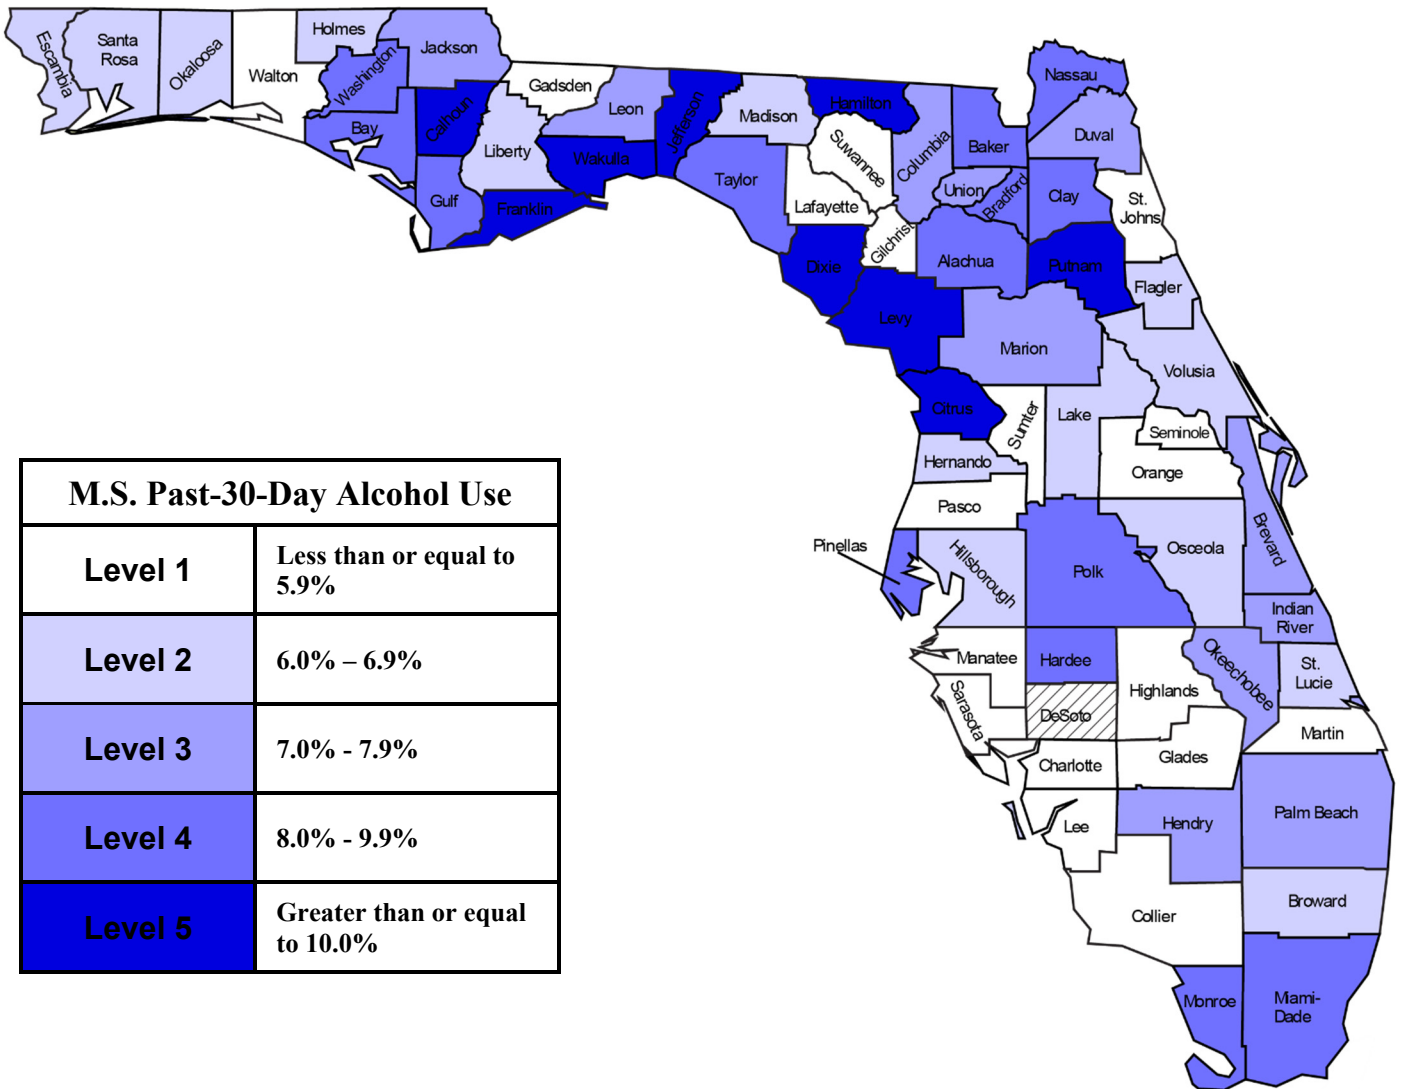 Escambia
Santa
Rosa
Okaloosa
Walton
Holmes
Washington
Jackson
Bay
Calhoun
Gulf
Liberty
Franklin
Gadsden
Leon
Wakulla
Jefferson
Madison
Taylor
Hamilton
Suwannee
Lafayette
Dixie
Gilchrist
Columbia
Baker
Union
Bradford
Alachua
Levy
Nassau
Duval
Clay
St.
Johns
Putnam
Flagler
Marion
Volusia
Citrus
Sumter
Lake
Seminole
Orange
Hernando
Pasco
Pinellas
Hillsborough
Polk
Osceola
Brevard
Indian
River
Manatee
Hardee
Highlands
Okeechobee
St.
Lucie
Sarasota
DeSoto
Martin
Charlotte
Glades
Lee
Hendry
Palm Beach
Collier
Broward
Monroe
Miami-
Dade
M.S. Past-30-Day Alcohol Use
Level 1
Less than or equal to
5.9%
Level 2
6.0% – 6.9%
Level 3
7.0% - 7.9%
Level 4
8.0% - 9.9%
Level 5
Greater than or equal
to 10.0%